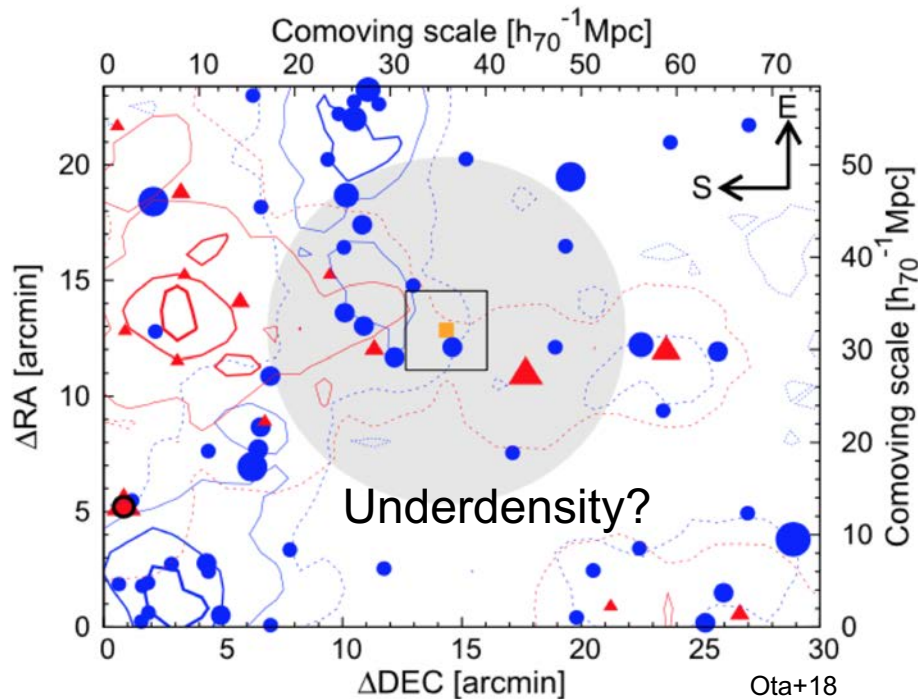 Comoving scale [h70-1Mpc]
0 10 20 30 40 50 60 70
E
S
20
15
10
5
0
ΔRA [arcmin]
50
40
30
20
10
0
Comoving scale [h70-1Mpc]
Underdensity?
0 5 10 15 20 25 30
ΔDEC [arcmin]
Ota+18